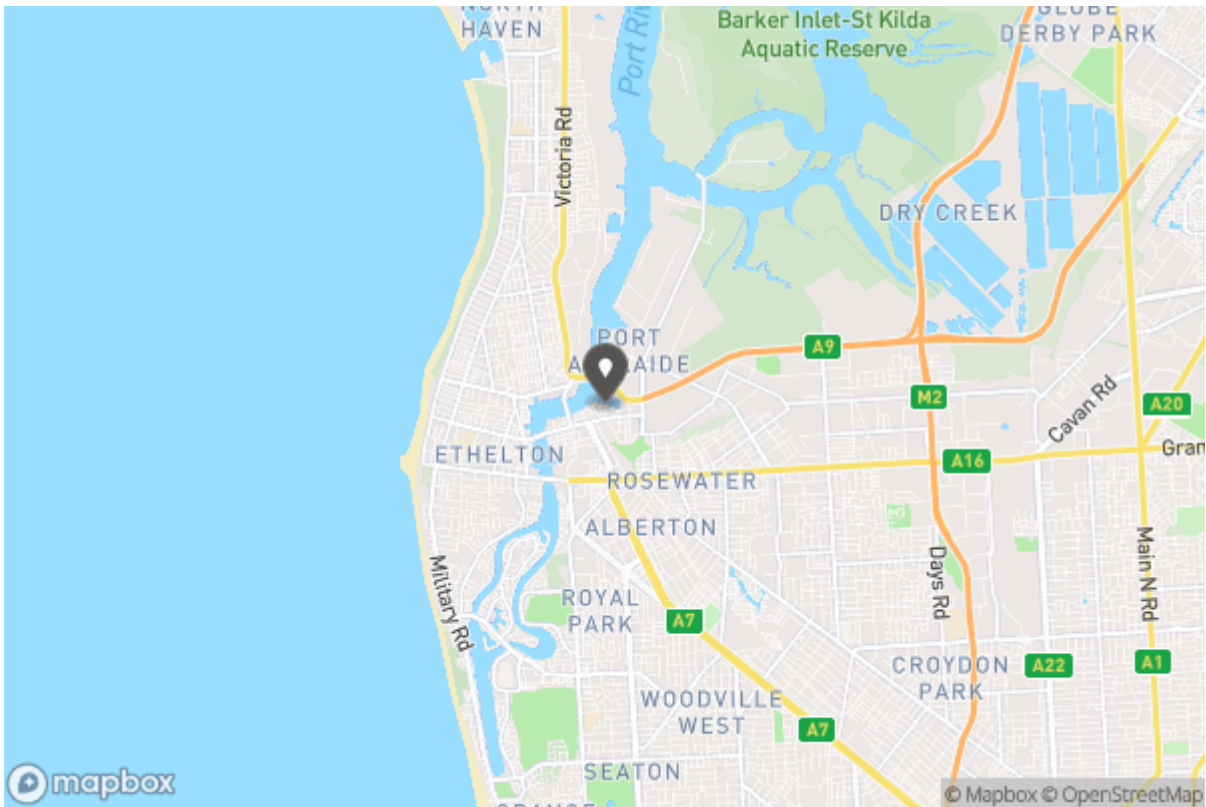 NORTH
HAVEN
Victoria Rd
Barker Inlet-St Kilda
Aquatic Reserve
GLOBE
DERBY PARK
DRY CREEK
PORT
A9
M2
Cavan Rd
A20
ETHELTON
A16
ROSEWATER
ALBERTON
Military Rd
Days Rd
Main N Rd
ROYAL
PARK
A7
CROYDON
PARK
A22
A1
WOODVILLE
WEST
A7
SEATON
mapbox
© Mapbox © OpenStreetMap